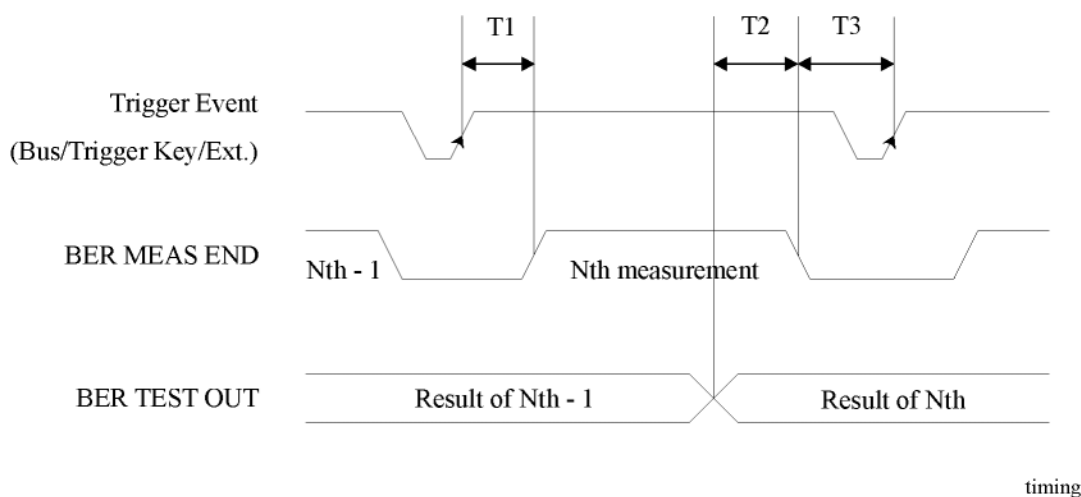 T1
T2
T3
Trigger Event
(Bus/Trigger Key/Ext.)
BER MEAS END
Nth - 1
Nth measurement
BER TEST OUT
Result of Nth - 1
Result of Nth
timing